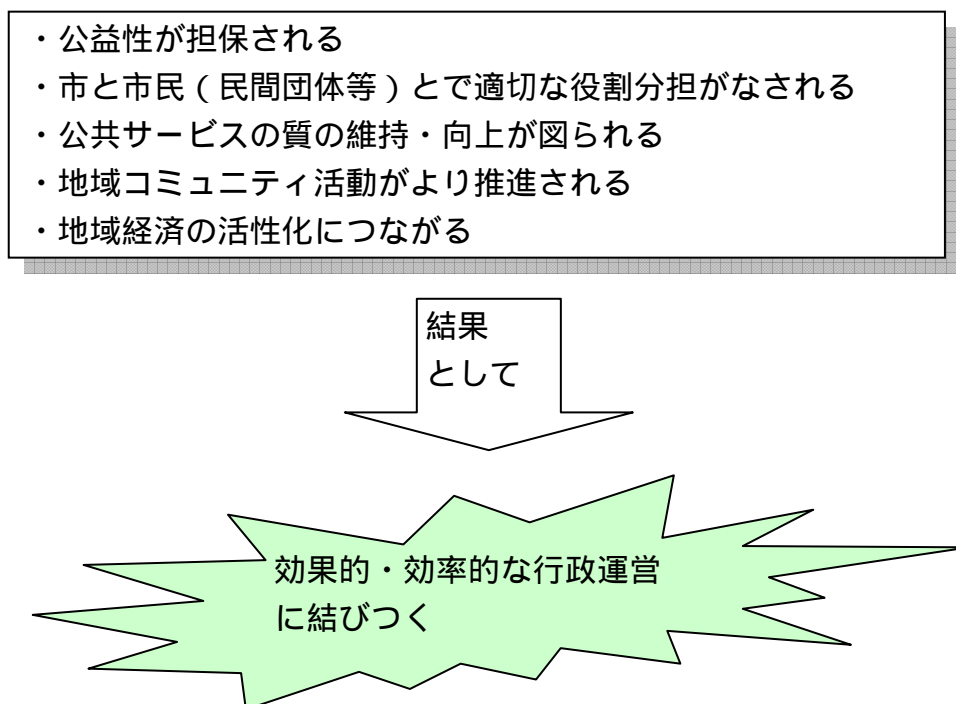 ・公益性が担保される
・市と市民（民間団体等）とで適切な役割分担がなされる
・公共サービスの質の維持・向上が図られる
・地域コミュニティ活動がより推進される
・地域経済の活性化につながる
結果
として
効果的・効率的な行政運営
に結びつく